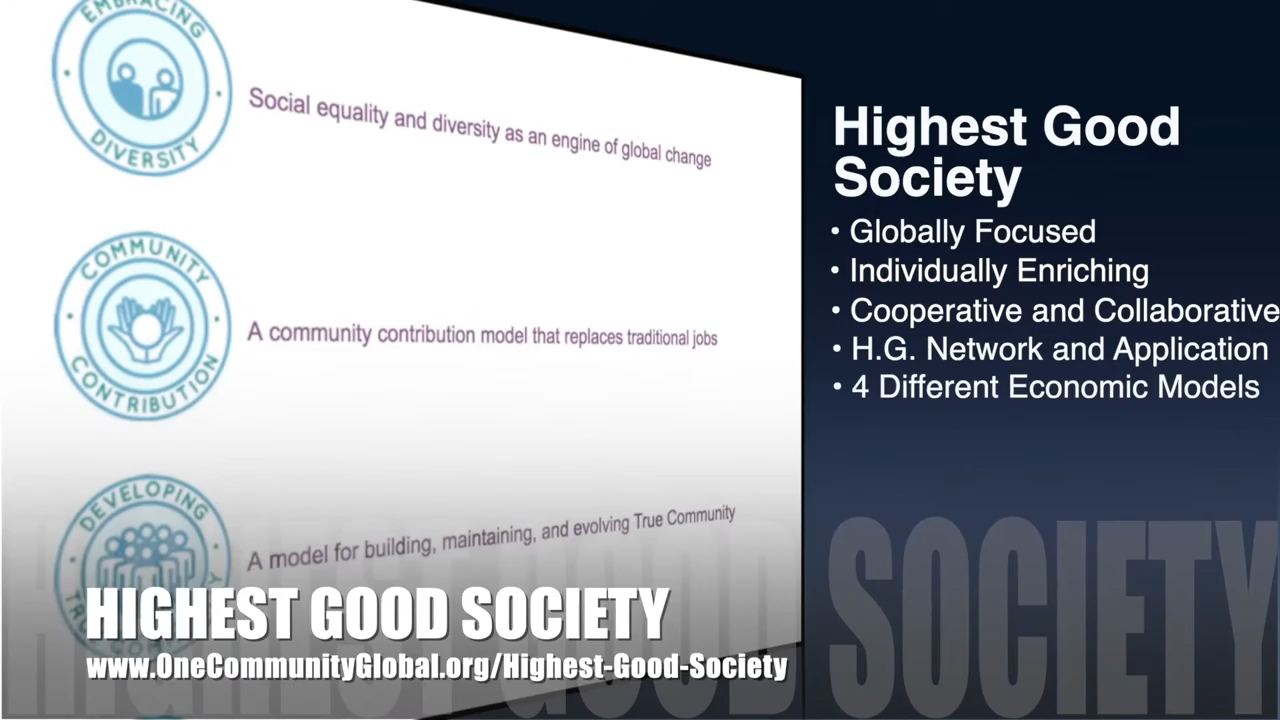 EMBRACING
DIVERSITY
Social equality and diversity as an engine of global change
COMMUNITY
CONTRIBUTION
A community contribution model that replaces traditional jobs
DEVELOPING
A model for building, maintaining, and evolving True Community
Highest Good
Society
• Globally Focused
• Individually Enriching
• Cooperative and Collaborative
• H.G. Network and Application
• 4 Different Economic Models
HIGHEST GOOD SOCIETY
HIGHEST GOOD SOCIETY
www.OneCommunityGlobal.org/Highest-Good-Society